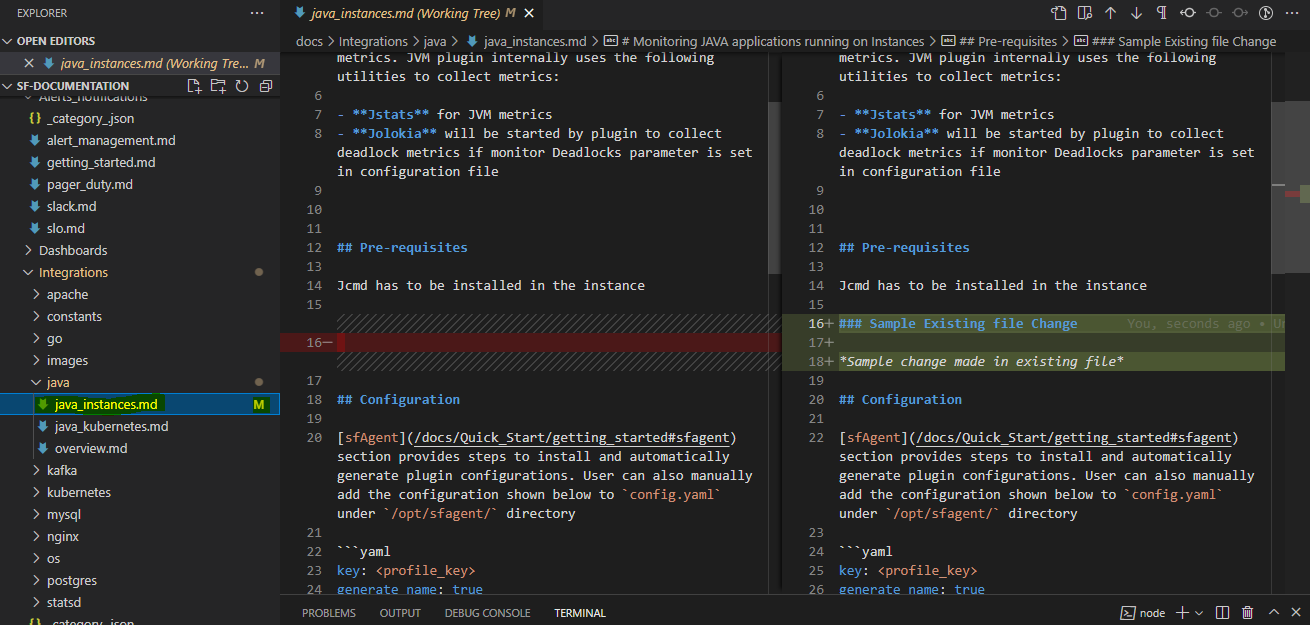 EXPLORER
OPEN EDITORS
java_instances.md (Working Tre... M
SF-DOCUMENTATION
Alerts_notifications
{} _category_json
alert_management.md
getting_started.md
pager_duty.md
slack.md
slo.md
Dashboards
Integrations
apache
constants
go
images
java
java_instances.md M
java_kubernetes.md
overview.md
kafka
kubernetes
mysql
nginx
os
postgres
statsd
{} _category_json
java_instances.md (Working Tree) M
docs > Integrations > java > java_instances.md > # Monitoring JAVA applications running on Instances > ## Pre-requisites > ### Sample Existing file Change
metrics. JVM plugin internally uses the following
utilities to collect metrics:
6
7 - **Jstats** for JVM metrics
8 - **Jolokia** will be started by plugin to collect
deadlock metrics if monitor Deadlocks parameter is set
in configuration file
9
10
11
12 ## Pre-requisites
13
14 Jcmd has to be installed in the instance
15
16−
17
18 ## Configuration
19
20 [sfAgent](/docs/Quick_Start/getting_started#sfagent)
section provides steps to install and automatically
generate plugin configurations. User can also manually
add the configuration shown below to `config.yaml`
under `/opt/sfagent/` directory
21
22 ```yaml
23 key: <profile_key>
24 generate_name: true
metrics. JVM plugin internally uses the following
utilities to collect metrics:
6
7 - **Jstats** for JVM metrics
8 - **Jolokia** will be started by plugin to collect
deadlock metrics if monitor Deadlocks parameter is set
in configuration file
9
10
11
12 ## Pre-requisites
13
14 Jcmd has to be installed in the instance
15
16+ ### Sample Existing file Change You, seconds ago • Un
17+
18+ *Sample change made in existing file*
19
20 ## Configuration
21
22 [sfAgent](/docs/Quick_Start/getting_started#sfagent)
section provides steps to install and automatically
generate plugin configurations. User can also manually
add the configuration shown below to `config.yaml`
under `/opt/sfagent/` directory
23
24 ```yaml
25 key: <profile_key>
26 generate_name: true
PROBLEMS OUTPUT DEBUG CONSOLE TERMINAL
node